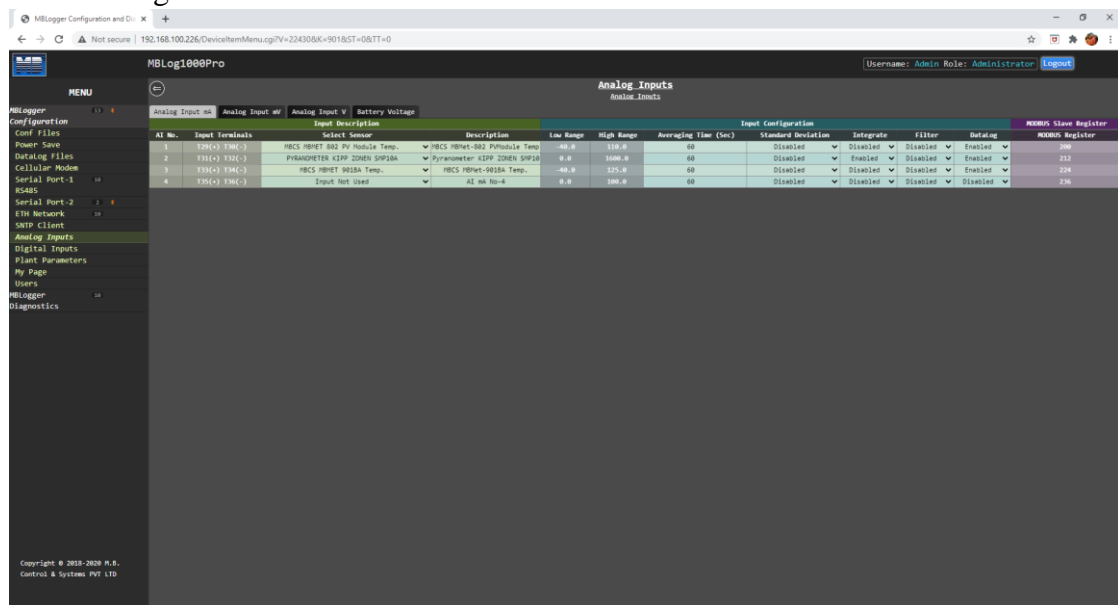 MBLogger Configuration and Di
Not secure | 192.168.100.226/DeviceItemMenu.cgi?V=22430&K=901&ST=0&TT=0
MBLog1000Pro
Username: Admin Role: Administrator Logout
MENU
Analog Inputs
Analog Inputs
MBLogger Configuration 13
Conf Files
Power Save
DataLog Files
Cellular Modem
Serial Port-1 RS485
Serial Port-2 2
ETH Network
SNTP Client
Analog Inputs
Digital Inputs
Plant Parameters
My Page
Users
MBLogger Diagnostics
Analog Input mA Analog Input mV Analog Input V Battery Voltage
Input Description Input Configuration MODBUS Slave Register
AI No. Input Terminals Select Sensor Description Low Range High Range Averaging Time (Sec) Standard Deviation Integrate Filter DataLog MODBUS Register
1 T29(+) T30(-) MBCS MBMET 802 PV Module Temp. MBCS MBMet-802 PVModule Temp -40.0 110.0 60 Disabled Disabled Disabled Enabled 200
2 T31(+) T32(-) PYRANOMETER KIPP ZONEN SMP10A Pyranometer KIPP ZONEN SMP10 0.0 1600.0 60 Disabled Enabled Disabled Enabled 212
3 T33(+) T34(-) MBCS MBMET 901BA Temp. MBCS MBMet-901BA Temp. -40.0 125.0 60 Disabled Disabled Disabled Enabled 224
4 T35(+) T36(-) Input Not Used AI mA No-4 0.0 100.0 60 Disabled Disabled Disabled Disabled 236
Copyright © 2018-2020 M.B.
Control & Systems PVT LTD